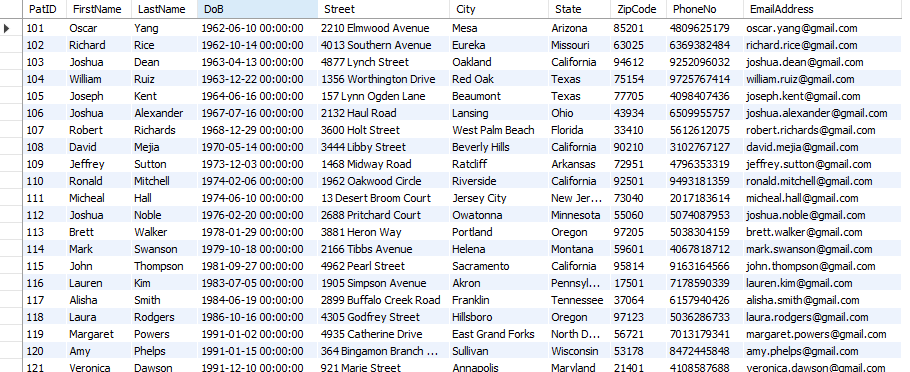 PatID FirstName LastName DoB Street City State ZipCode PhoneNo EmailAddress
101 Oscar Yang 1962-06-10 00:00:00 2210 Elmwood Avenue Mesa Arizona 85201 4809625179 oscar.yang@gmail.com
102 Richard Rice 1962-10-14 00:00:00 4013 Southern Avenue Eureka Missouri 63025 6369382484 richard.rice@gmail.com
103 Joshua Dean 1963-04-13 00:00:00 4877 Lynch Street Oakland California 94612 9252096032 joshua.dean@gmail.com
104 William Ruiz 1963-12-22 00:00:00 1356 Worthington Drive Red Oak Texas 75154 9725767414 william.ruiz@gmail.com
105 Joseph Kent 1964-06-16 00:00:00 157 Lynn Ogden Lane Beaumont Texas 77705 4098407436 joseph.kent@gmail.com
106 Joshua Alexander 1967-07-16 00:00:00 2132 Haul Road Lansing Ohio 43934 6509955757 joshua.alexander@gmail.com
107 Robert Richards 1968-12-29 00:00:00 3600 Holt Street West Palm Beach Florida 33410 5612612075 robert.richards@gmail.com
108 David Mejia 1970-05-14 00:00:00 3444 Libby Street Beverly Hills California 90210 3102767127 david.mejia@gmail.com
109 Jeffrey Sutton 1973-12-03 00:00:00 1468 Midway Road Ratcliff Arkansas 72951 4796353319 jeffrey.sutton@gmail.com
110 Ronald Mitchell 1974-02-06 00:00:00 1962 Oakwood Circle Riverside California 92501 9493181359 ronald.mitchell@gmail.com
111 Micheal Hall 1974-06-10 00:00:00 13 Desert Broom Court Jersey City New Jer... 73040 2017183614 micheal.hall@gmail.com
112 Joshua Noble 1976-02-20 00:00:00 2688 Pritchard Court Owatonna Minnesota 55060 5074087953 joshua.noble@gmail.com
113 Brett Walker 1978-01-29 00:00:00 3881 Heron Way Portland Oregon 97205 5038304159 brett.walker@gmail.com
114 Mark Swanson 1979-10-18 00:00:00 2166 Tibbs Avenue Helena Montana 59601 4067818712 mark.swanson@gmail.com
115 John Thompson 1981-09-27 00:00:00 4962 Pearl Street Sacramento California 95814 9163164566 john.thompson@gmail.com
116 Lauren Kim 1983-07-05 00:00:00 1905 Simpson Avenue Akron Pennsyl... 17501 7178590339 lauren.kim@gmail.com
117 Alisha Smith 1984-06-19 00:00:00 2899 Buffalo Creek Road Franklin Tennessee 37064 6157940426 alisha.smith@gmail.com
118 Laura Rodgers 1986-10-16 00:00:00 4305 Godfrey Street Hillsboro Oregon 97123 5036286733 laura.rodgers@gmail.com
119 Margaret Powers 1991-01-02 00:00:00 4935 Catherine Drive East Grand Forks North D... 56721 7013179341 margaret.powers@gmail.com
120 Amy Phelps 1991-01-15 00:00:00 364 Bingamon Branch ... Sullivan Wisconsin 53178 8472445848 amy.phelps@gmail.com
121 Veronica Dawson 1991-12-10 00:00:00 921 Marie Street Annapolis Maryland 21401 4108587688 veronica.dawson@gmail.com